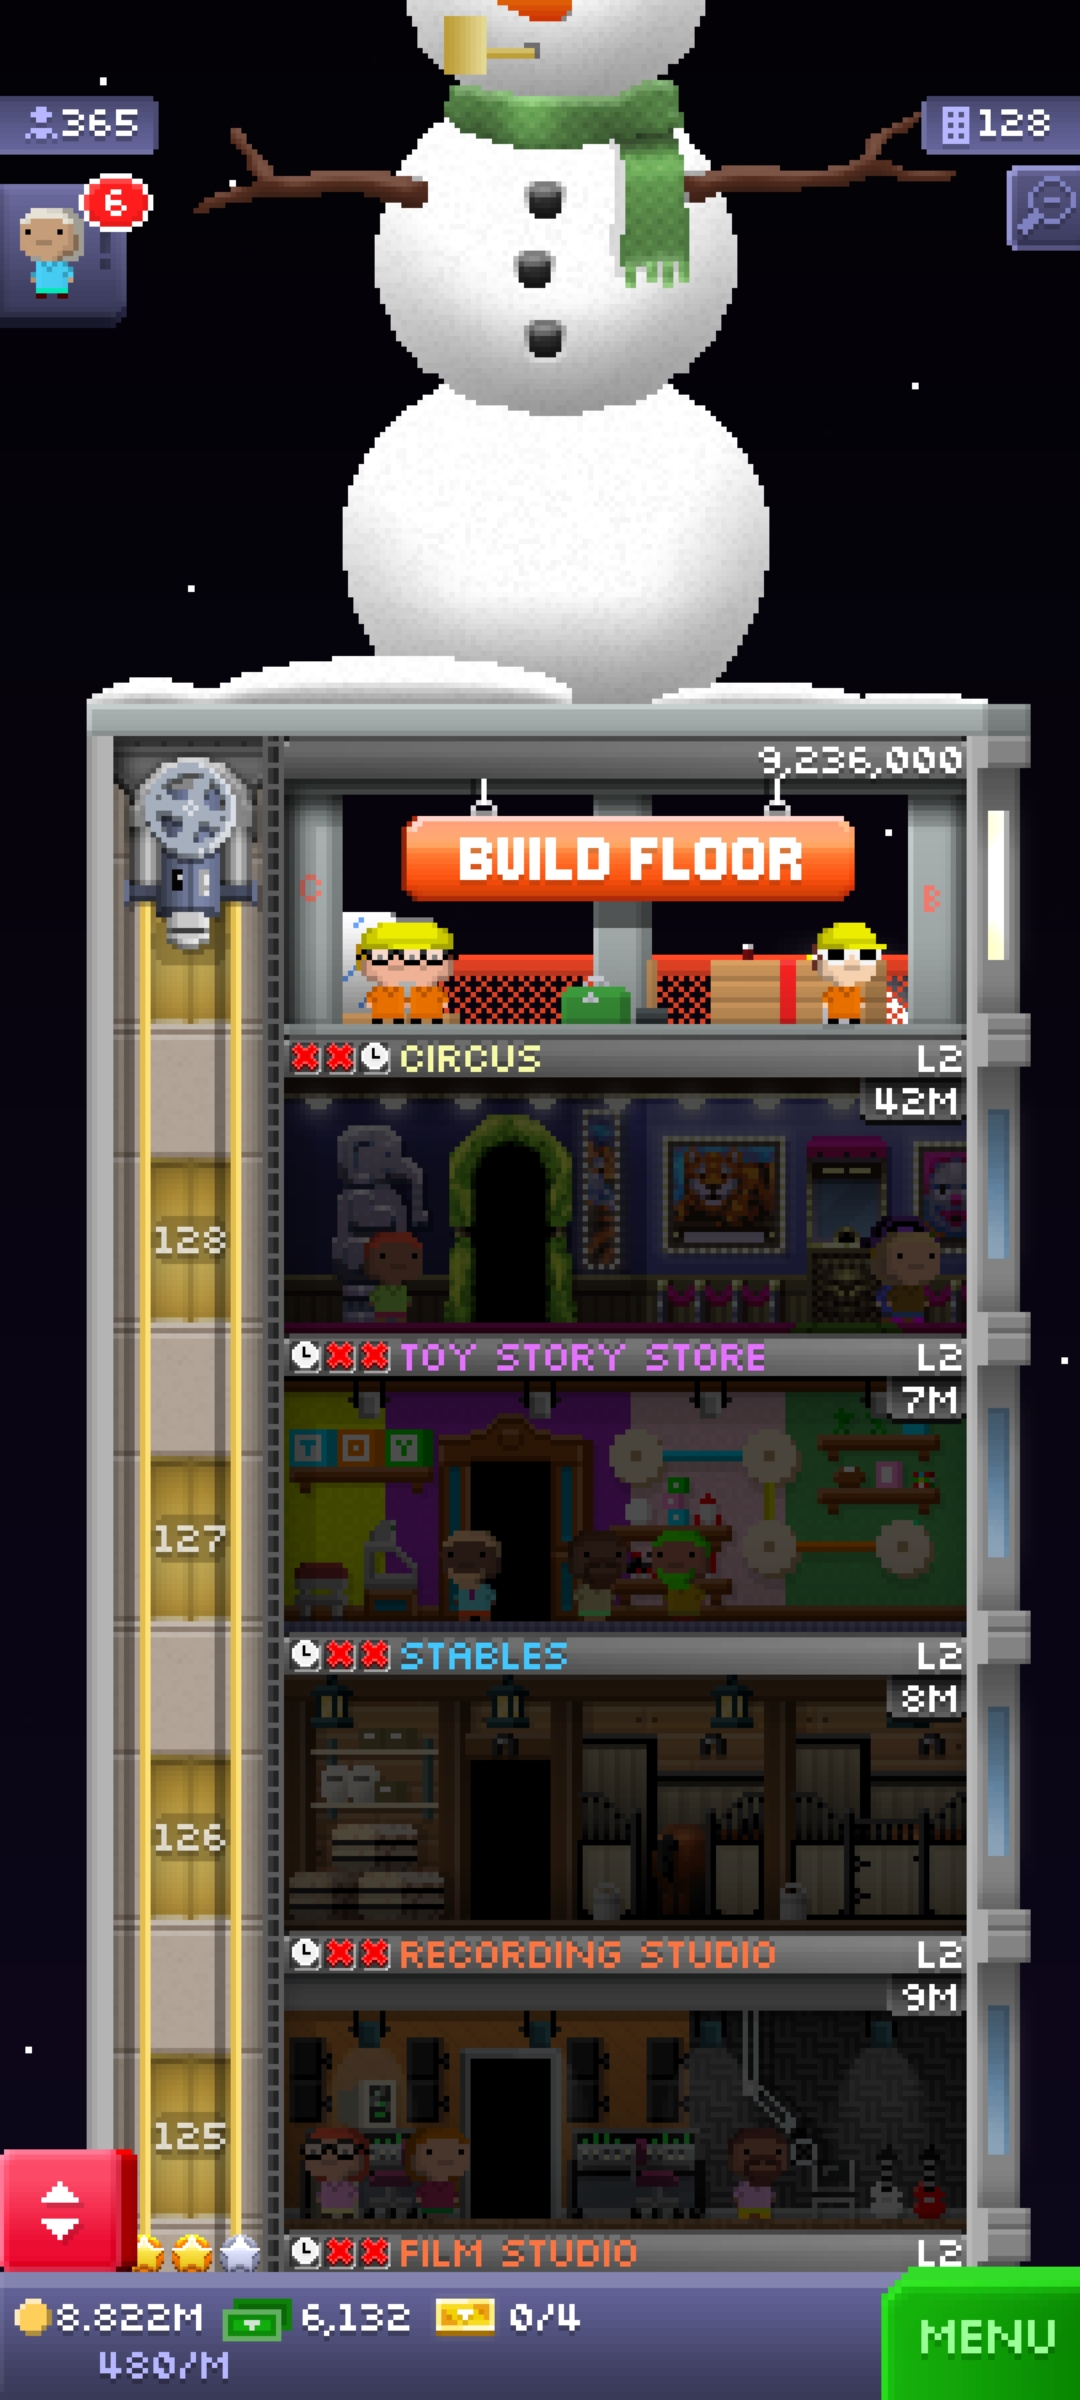 365
128
6
9,236,000
BUILD FLOOR
C
B
CIRCUS
L2
42M
128
TOY STORY STORE
L2
7M
T O Y
127
STABLES
L2
8M
126
RECORDING STUDIO
L2
9M
125
FILM STUDIO
L2
8.822M
6,132
0/4
480/M
MENU